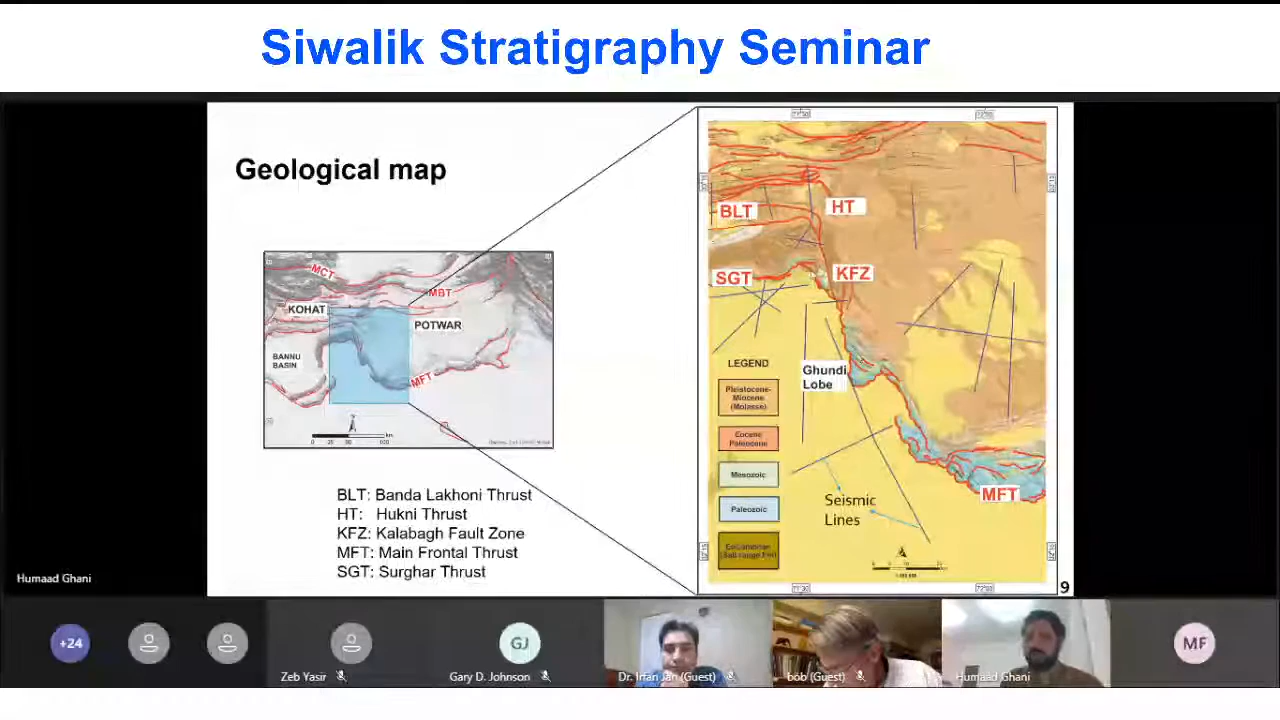 Siwalik Stratigraphy Seminar
Geological map
MCT
MBT
KOHAT
POTWAR
BANNU
BASIN
MFT
BLT: Banda Lakhoni Thrust
HT: Hukni Thrust
KFZ: Kalabagh Fault Zone
MFT: Main Frontal Thrust
SGT: Surghar Thrust
BLT
HT
SGT
KFZ
LEGEND
Ghundi
Lobe
Pleistocene-
Miocene
(Molasse)
Eocene
Paleocene
Mesozoic
Paleozoic
Seismic
Lines
MFT
9
Humaad Ghani
+24
GJ
MF
Zeb Yasir
Gary D. Johnson
Dr. Irfan Jan (Guest)
bob (Guest)
Humaad Ghani